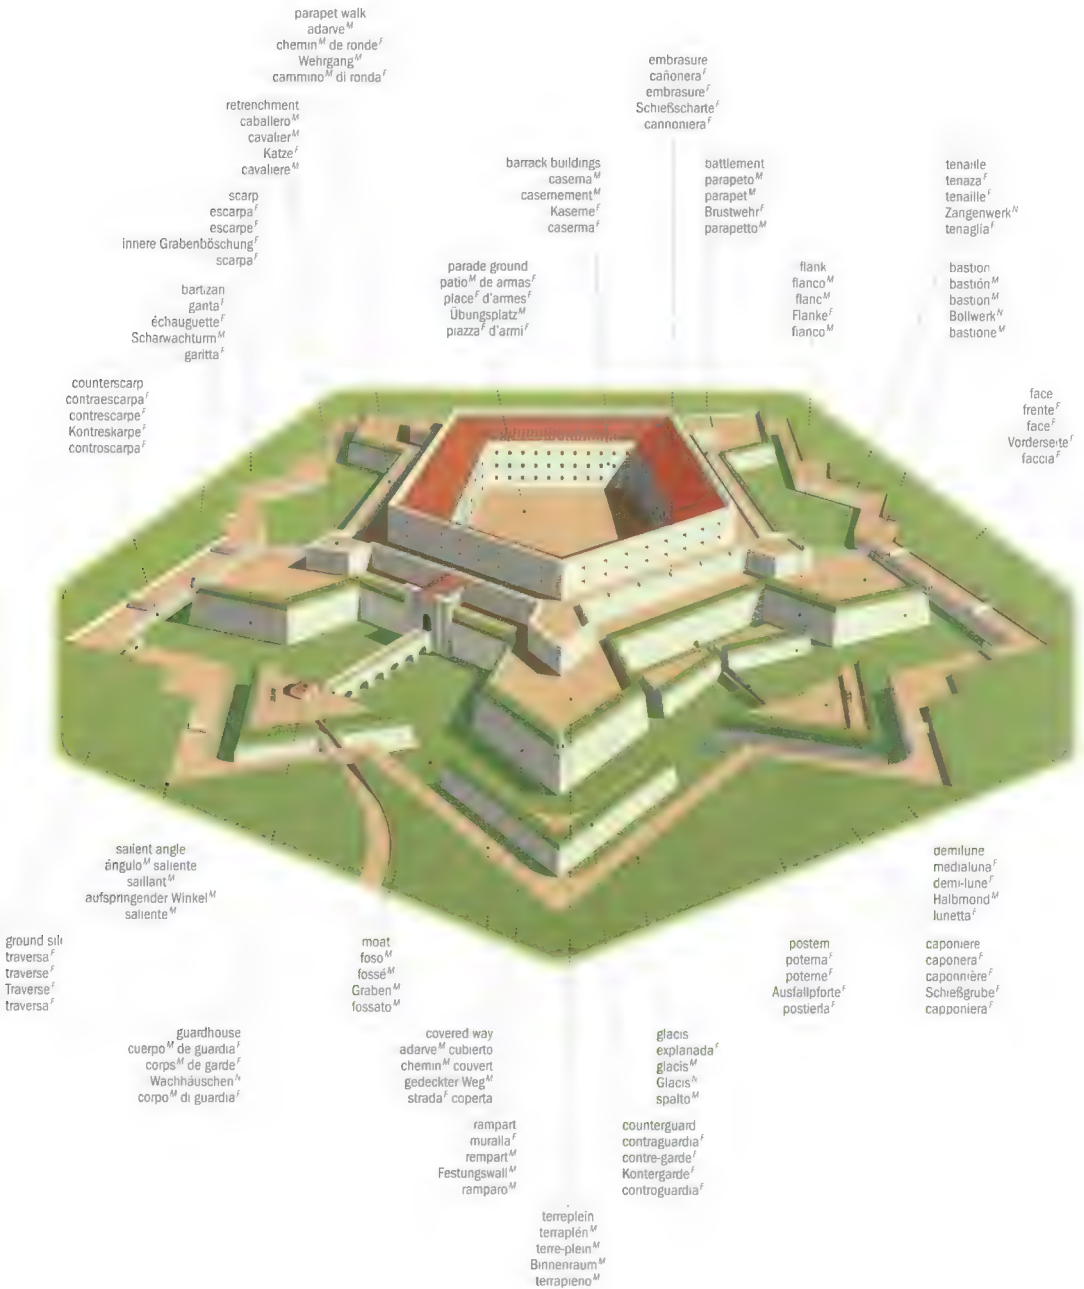 parapet walk
adarve^M
chemin^M de ronde^F
Wehrgang^M
cammino^M di ronda^F
embrasure
cañonera^F
embrasure^F
Schießscharte^F
cannoniera^F
retrenchment
caballero^M
cavalier^M
Katze^F
cavaliere^M
barrack buildings
caserna^M
casernement^M
Kaserne^F
caserma^F
battlement
parapeto^M
parapet^M
Brustwehr^F
parapetto^M
tenaille
tenaza^F
tenaille^F
Zangenwerk^N
tenaglia^F
scarp
escarpa^F
escarpe^F
innere Grabenböschung^F
scarpa^F
parade ground
patio^M de armas^F
place^F d'armes^F
Übungsplatz^M
piazza^F d'armi^F
flank
flanco^M
flanc^M
Flanke^F
fianco^M
bastion
bastión^M
bastion^M
Bollwerk^N
bastione^M
bartizan
garita^F
échauguette^F
Scharwachturm^M
garitta^F
counterscarp
contraescarpa^F
contrescarpe^F
Kontreskarpe^F
controscarpa^F
face
frente^F
face^F
Vorderseite^F
faccia^F
salient angle
ángulo^M saliente
saillant^M
aufspringender Winkel^M
saliente^M
demilune
medialuna^F
demi-lune^F
Halbmond^M
lunetta^F
ground sill
traversa^F
traverse^F
Traverse^F
traversa^F
moat
foso^M
fossé^M
Graben^M
fossato^M
postern
poterna^F
poterne^F
Ausfallpforte^F
postierla^F
caponiere
caponera^F
caponnière^F
Schießgrube^F
capponiera^F
guardhouse
cuerpo^M de guardia^F
corps^M de garde^F
Wachhäuschen^N
corpo^M di guardia^F
covered way
adarve^M cubierto
chemin^M couvert
gedeckter Weg^M
strada^F coperta
glacis
explanada^F
glacis^M
Glacis^N
spalto^M
rampart
muralla^F
rempart^M
Festungswall^M
ramparo^M
counterguard
contraguardia^F
contre-garde^F
Kontergarde^F
controguardia^F
terreplein
terraplén^M
terre-plein^M
Binnenraum^M
terrapieno^M